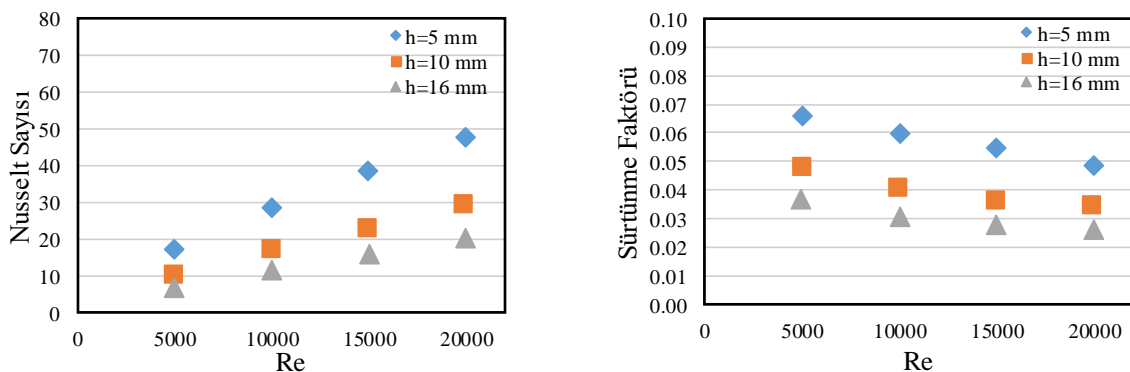 Nusselt Sayısı
80
70
60
50
40
30
20
10
0
h=5 mm
h=10 mm
h=16 mm
0 5000 10000 15000 20000
Re
Sürtünme Faktörü
0.10
0.09
0.08
0.07
0.06
0.05
0.04
0.03
0.02
0.01
0.00
h=5 mm
h=10 mm
h=16 mm
0 5000 10000 15000 20000
Re